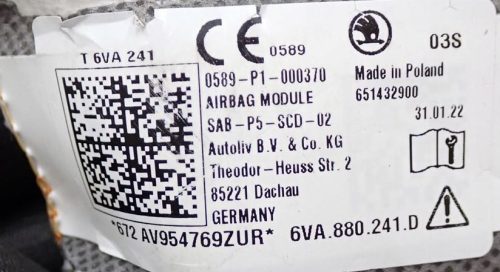 T 6VA 241
CE 0589
03S
0589-P1-000370
AIRBAG MODULE
SAB-P5-SCD-02
Autoliv B.V. & Co. KG
Theodor-Heuss Str. 2
85221 Dachau
GERMANY
Made in Poland
651432900
31.01.22
*672 AV954769ZUR* 6VA.880.241.D